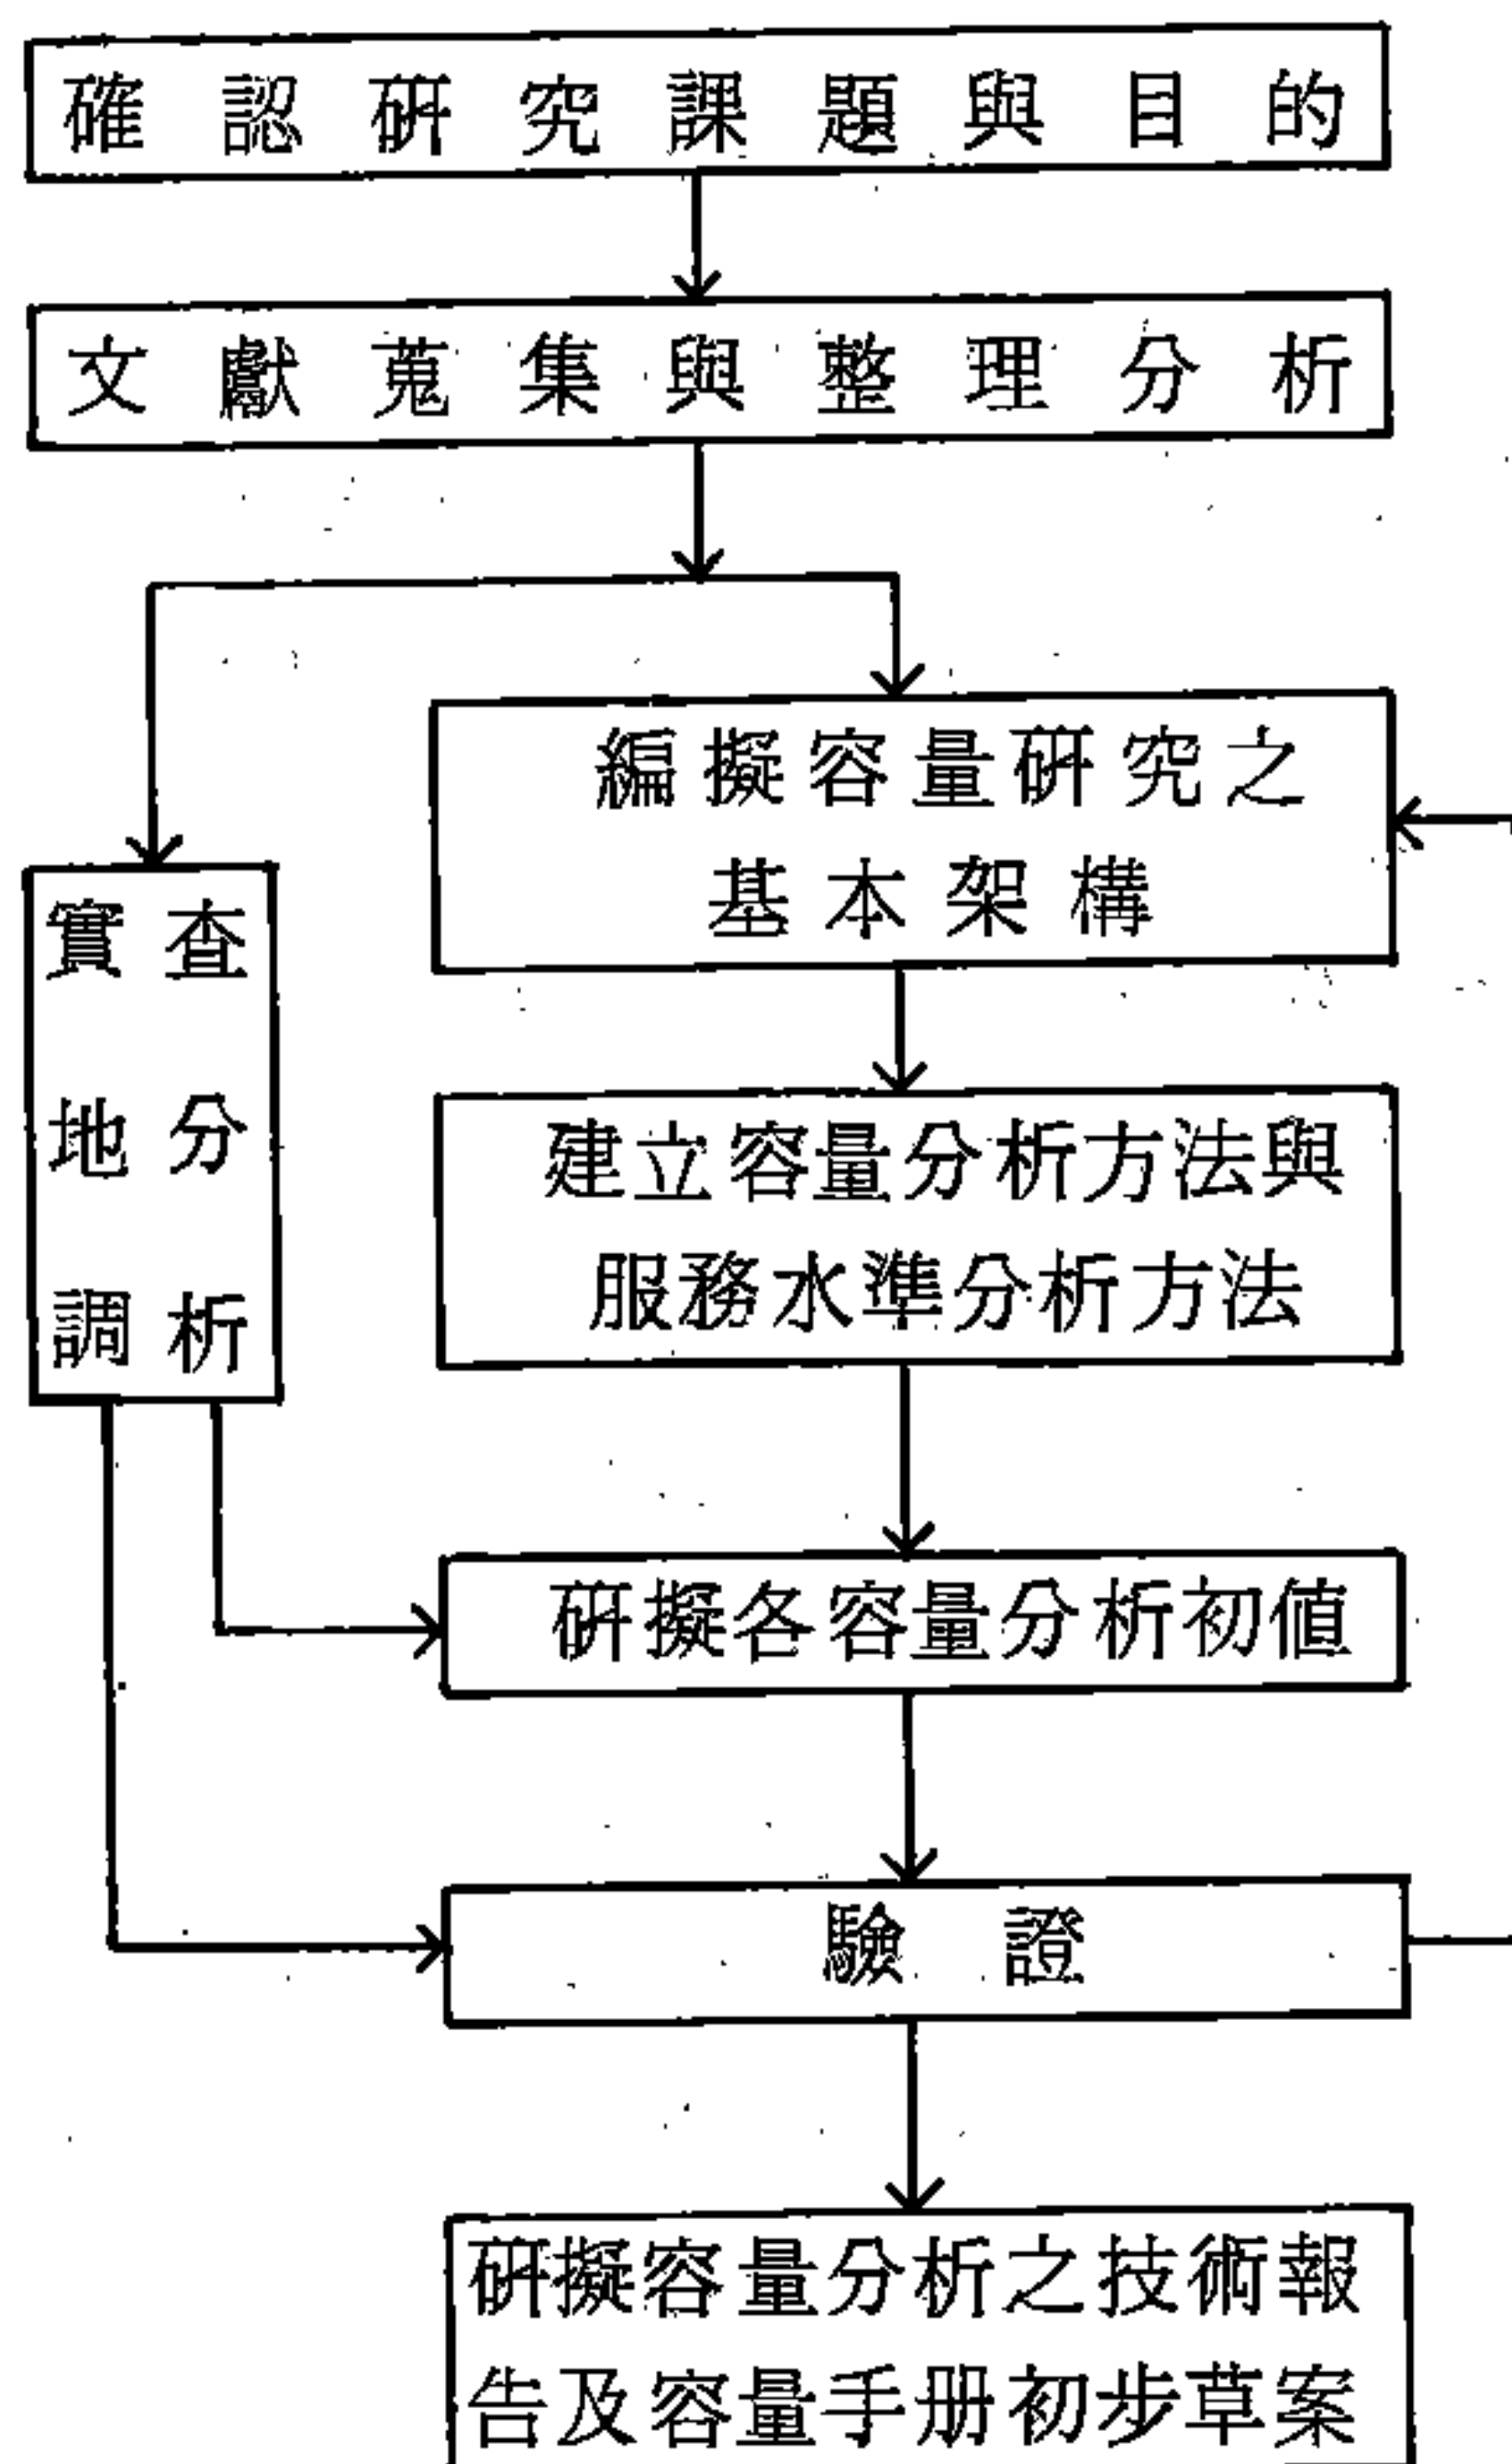 確認研究課題與目的
文獻蒐集與整理分析
編擬容量研究之
基本架構
實地調
查分析
建立容量分析方法與
服務水準分析方法
研擬各容量分析初值
驗證
研擬容量分析之技術報
告及容量手册初步草案